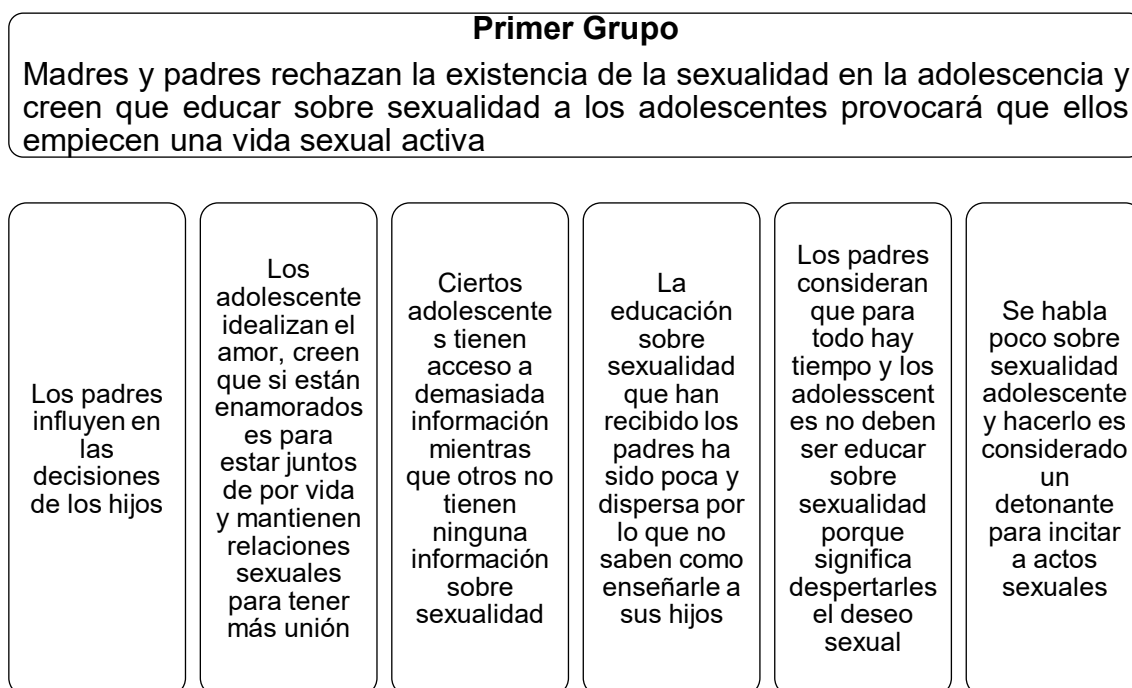 Primer Grupo
Madres y padres rechazan la existencia de la sexualidad en la adolescencia y
creen que educar sobre sexualidad a los adolescentes provocará que ellos
empiecen una vida sexual activa
Los padres
influyen en
las
decisiones
de los hijos
Los
adolescente
idealizan el
amor, creen
que si están
enamorados
es para
estar juntos
de por vida
y mantienen
relaciones
sexuales
para tener
más unión
Ciertos
adolescente
s tienen
acceso a
demasiada
información
mientras
que otros no
tienen
ninguna
información
sobre
sexualidad
La
educación
sobre
sexualidad
que han
recibido los
padres ha
sido poca y
dispersa por
lo que no
saben como
enseñarle a
sus hijos
Los padres
consideran
que para
todo hay
tiempo y los
adolesscent
es no deben
ser educar
sobre
sexualidad
porque
significa
despertarles
el deseo
sexual
Se habla
poco sobre
sexualidad
adolescente
y hacerlo es
considerado
un
detonante
para incitar
a actos
sexuales